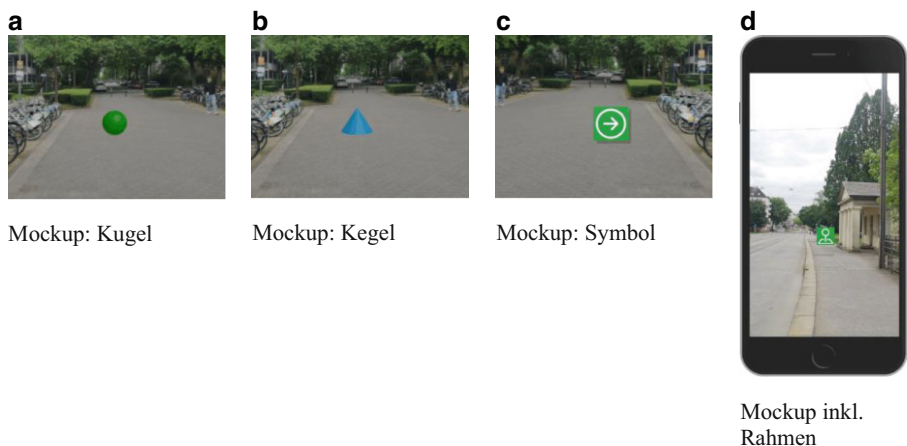 a
b
c
d
Mockup: Kugel
Mockup: Kegel
Mockup: Symbol
Mockup inkl.
Rahmen